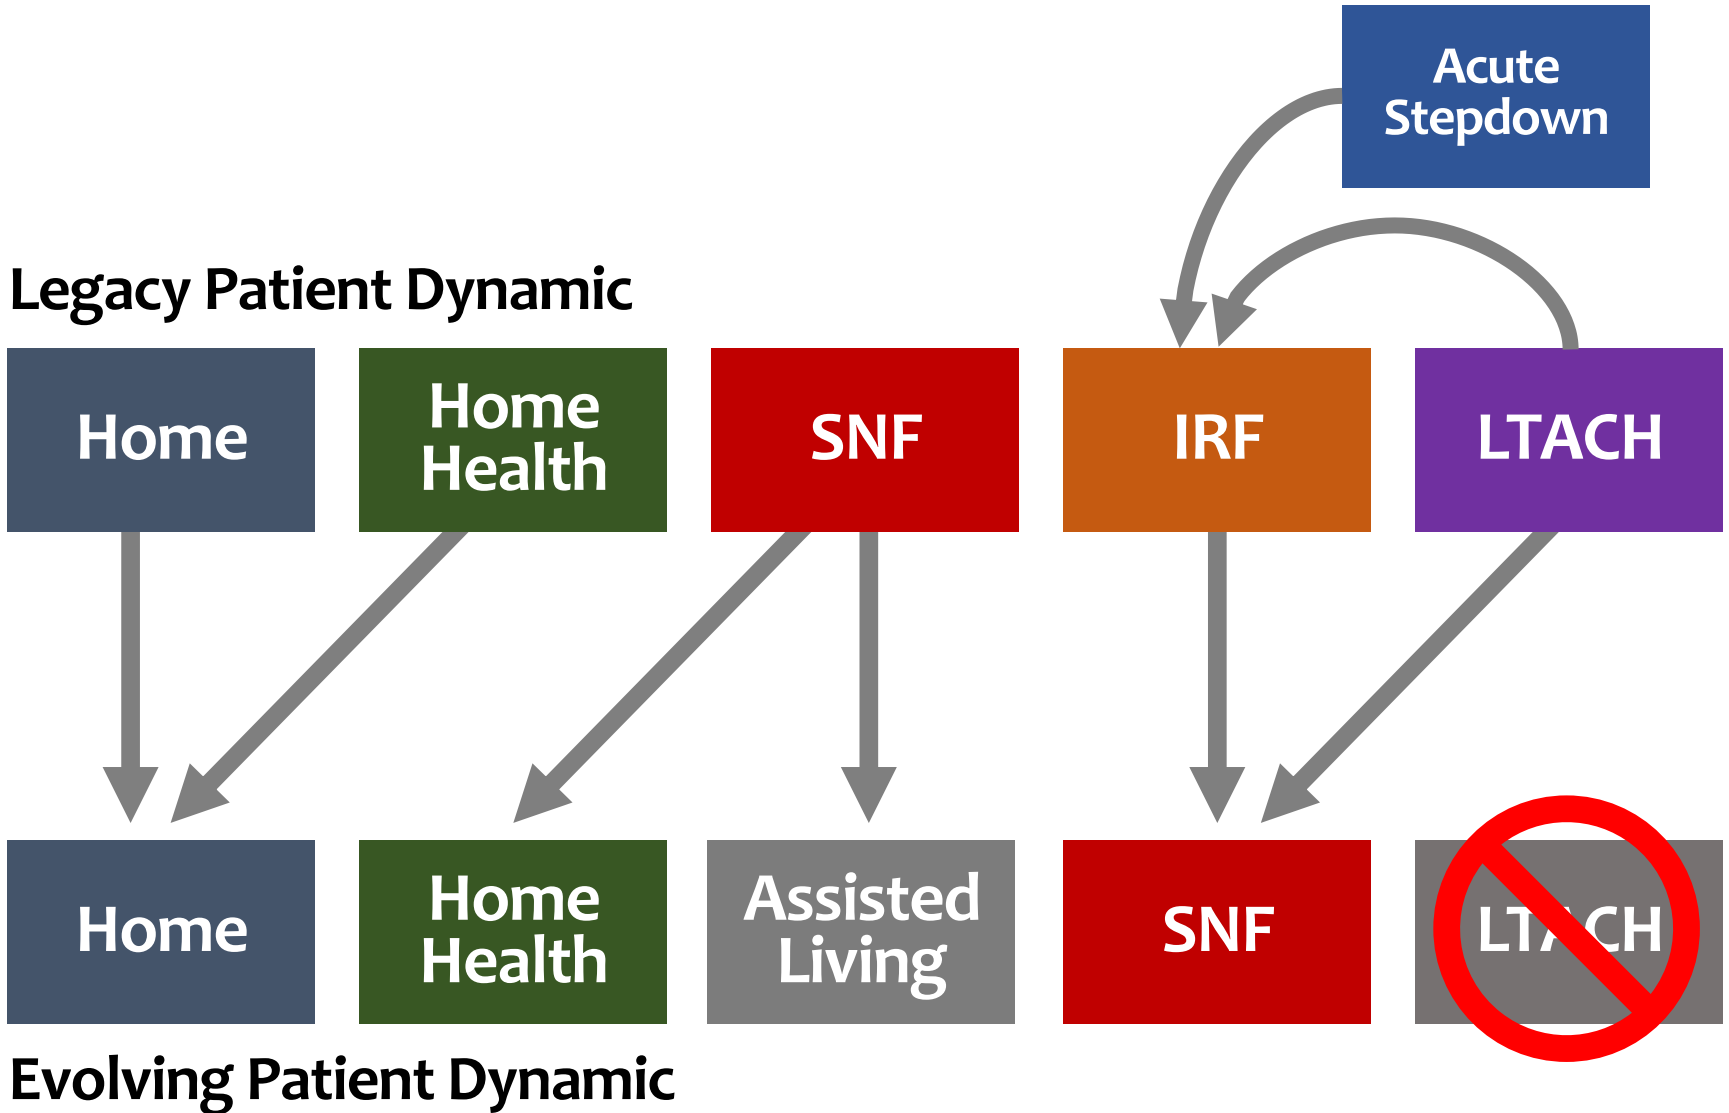 Acute
Stepdown
Legacy Patient Dynamic
Home
Home
Health
SNF
IRF
LTACH
Home
Home
Health
Assisted
Living
SNF
LTACH
Evolving Patient Dynamic